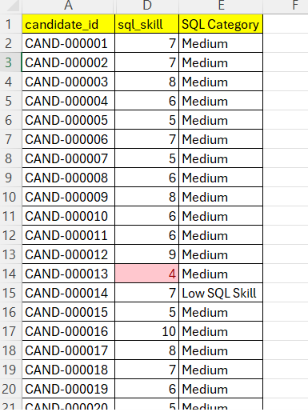 A D E F
1 candidate_id sql_skill SQL Category
2 CAND-000001 7 Medium
3 CAND-000002 7 Medium
4 CAND-000003 8 Medium
5 CAND-000004 6 Medium
6 CAND-000005 5 Medium
7 CAND-000006 7 Medium
8 CAND-000007 5 Medium
9 CAND-000008 6 Medium
10 CAND-000009 8 Medium
11 CAND-000010 6 Medium
12 CAND-000011 6 Medium
13 CAND-000012 9 Medium
14 CAND-000013 4 Medium
15 CAND-000014 7 Low SQL Skill
16 CAND-000015 5 Medium
17 CAND-000016 10 Medium
18 CAND-000017 8 Medium
19 CAND-000018 7 Medium
20 CAND-000019 6 Medium
21 CAND-000020 5 Medium